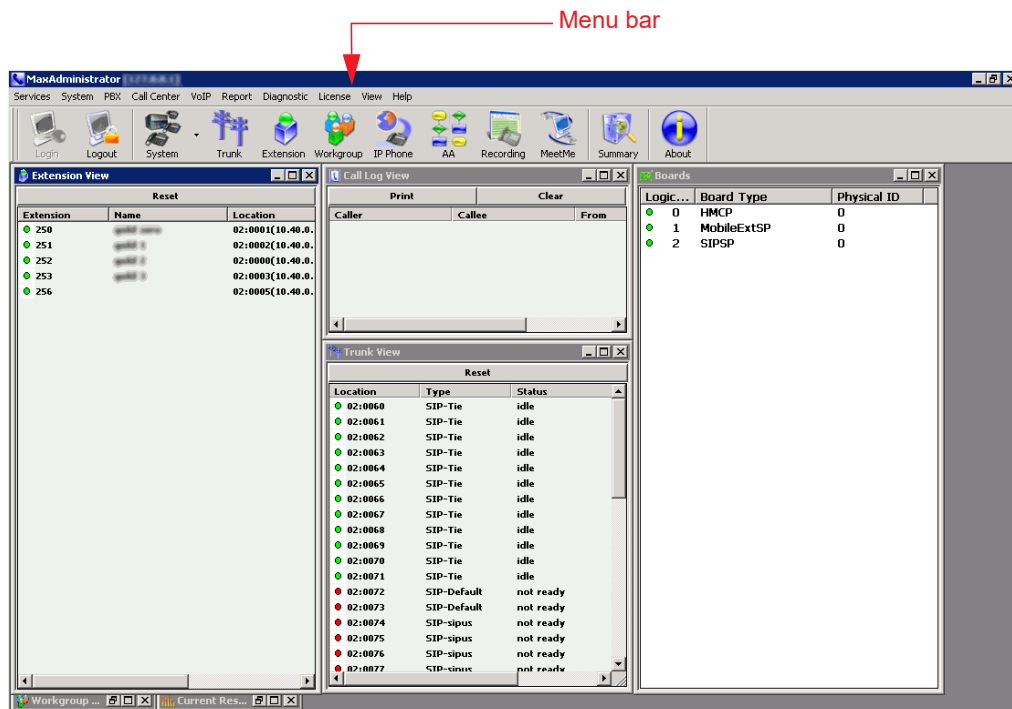 Menu bar
MaxAdministrator
Services System PBX Call Center VoIP Report Diagnostic License View Help
Login Logout System Trunk Extension Workgroup IP Phone AA Recording MeetMe Summary About
Extension View
Reset
Extension Name Location
250 02:0001(10.40.0.
251 02:0002(10.40.0.
252 02:0000(10.40.0.
253 02:0003(10.40.0.
256 02:0005(10.40.0.
Call Log View
Print Clear
Caller Callee From
Trunk View
Reset
Location Type Status
02:0060 SIP-Tie idle
02:0061 SIP-Tie idle
02:0062 SIP-Tie idle
02:0063 SIP-Tie idle
02:0064 SIP-Tie idle
02:0065 SIP-Tie idle
02:0066 SIP-Tie idle
02:0067 SIP-Tie idle
02:0068 SIP-Tie idle
02:0069 SIP-Tie idle
02:0070 SIP-Tie idle
02:0071 SIP-Tie idle
02:0072 SIP-Default not ready
02:0073 SIP-Default not ready
02:0074 SIP-sipus not ready
02:0075 SIP-sipus not ready
02:0076 SIP-sipus not ready
02:0077 SIP-sipus not ready
Boards
Logic... Board Type Physical ID
0 HMCP 0
1 MobileExtSP 0
2 SIPSP 0
Workgroup ... Current Res...